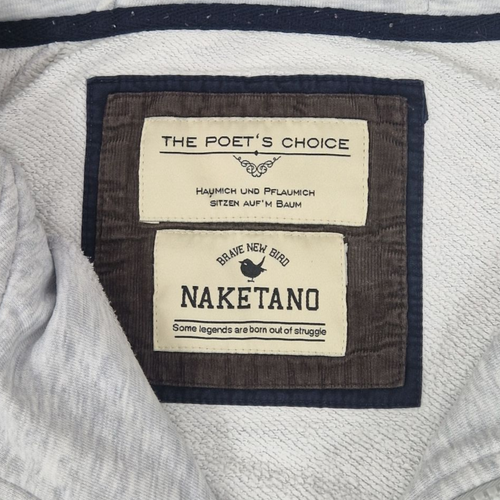 THE POET'S CHOICE
HAUMICH UND PFLAUMICH
SITZEN AUF'M BAUM
BRAVE NEW BIRD
NAKETANO
Some legends are born out of struggle